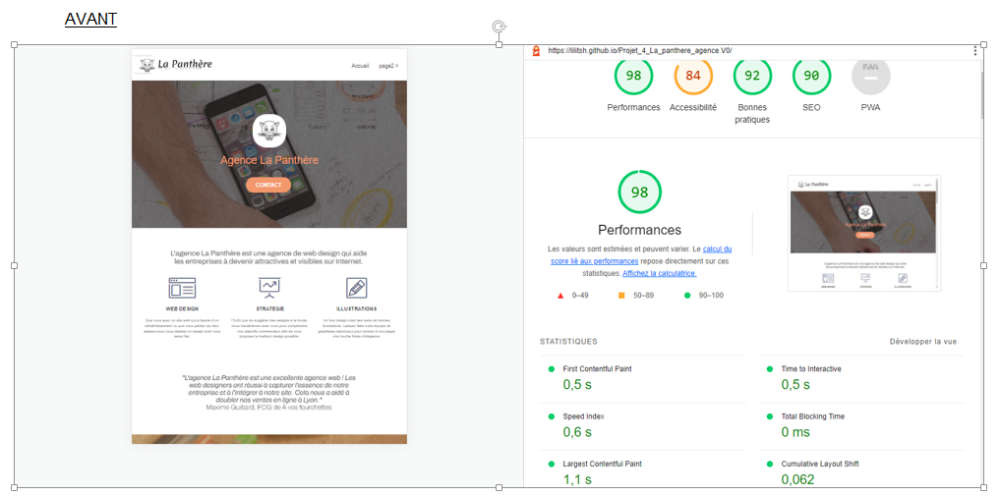 AVANT
La Panthère
Accueil page2 >
Agence La Panthère
CONTACT
L'agence La Panthère est une agence de web design qui aide
les entreprises à devenir attractives et visibles sur Internet.
WEB DESIGN
STRATÉGIE
ILLUSTRATIONS
"L'agence La Panthère est une excellente agence web ! Les
web designers ont réussi à capturer l'essence de notre
entreprise et à l'intégrer à notre site. Cela nous a aidé à
doubler nos ventes en ligne à Lyon."
Maxime Guibard, PDG de À vos fourchettes
https://lilitsh.github.io/Projet_4_La_panthere_agence.V0/
98
84
92
90
PWA
Performances
Accessibilité
Bonnes
pratiques
SEO
PWA
98
Performances
Les valeurs sont estimées et peuvent varier. Le calcul du
score lié aux performances repose directement sur ces
statistiques. Affichez la calculatrice.
0–49
50–89
90–100
La Panthère
Agence La Panthère
STATISTIQUES
Développer la vue
First Contentful Paint
0,5 s
Time to Interactive
0,5 s
Speed Index
0,6 s
Total Blocking Time
0 ms
Largest Contentful Paint
1,1 s
Cumulative Layout Shift
0,062